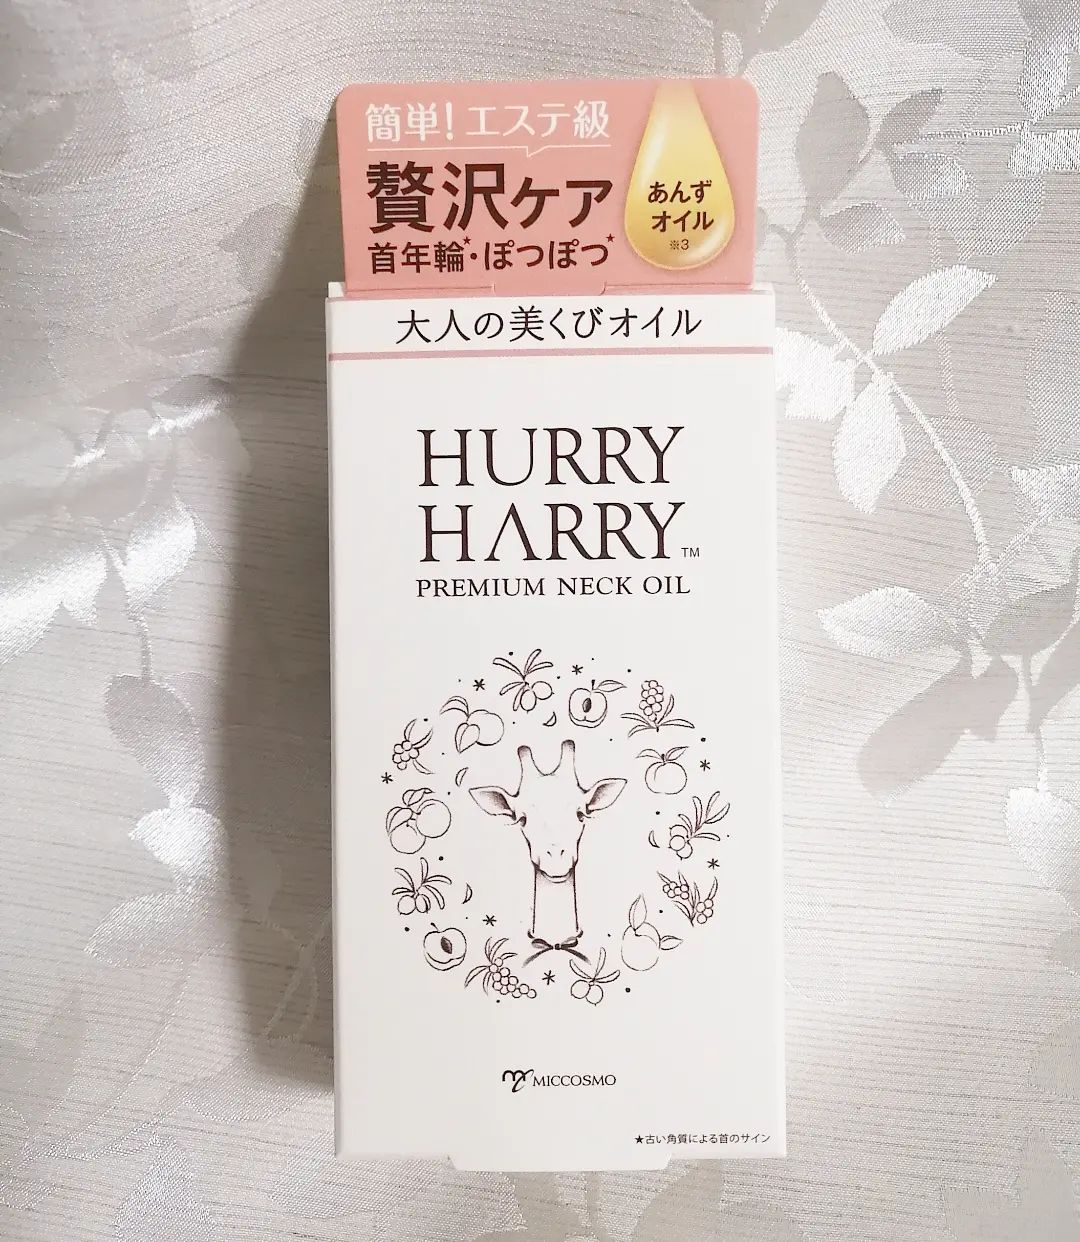 簡単!エステ級
贅沢ケア
首年輪★・ぽつぽつ★
あんず
オイル
※3
大人の美くびオイル
HURRY
HARRY™
PREMIUM NECK OIL
MICCOSMO
★古い角質による首のサイン